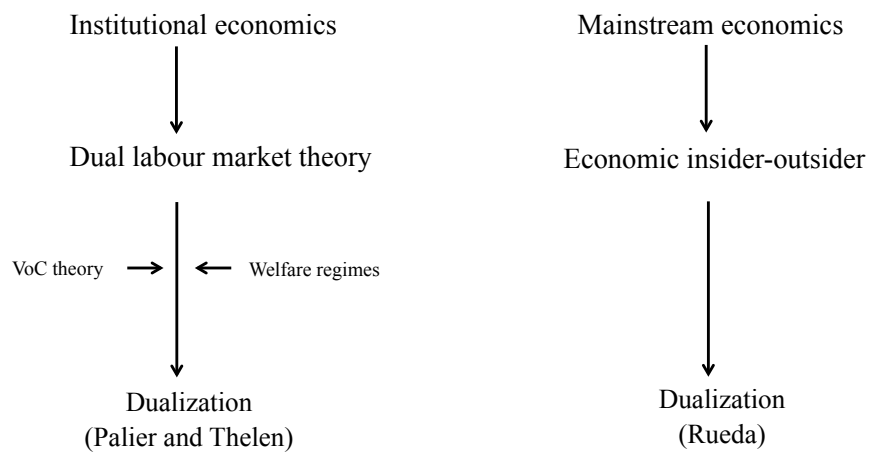 Institutional economics
Mainstream economics
Dual labour market theory
Economic insider-outsider
VoC theory
Welfare regimes
Dualization
(Palier and Thelen)
Dualization
(Rueda)